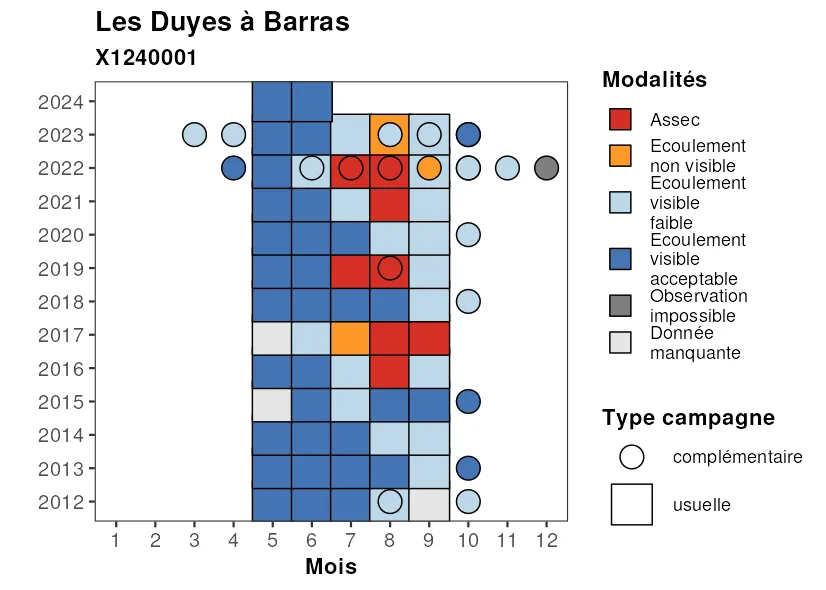 Les Duyes à Barras
X1240001
2024
2023
2022
2021
2020
2019
2018
2017
2016
2015
2014
2013
2012
1 2 3 4 5 6 7 8 9 10 11 12
Mois
Modalités
Assec
Ecoulement
non visible
Ecoulement
visible
faible
Ecoulement
visible
acceptable
Observation
impossible
Donnée
manquante
Type campagne
complémentaire
usuelle